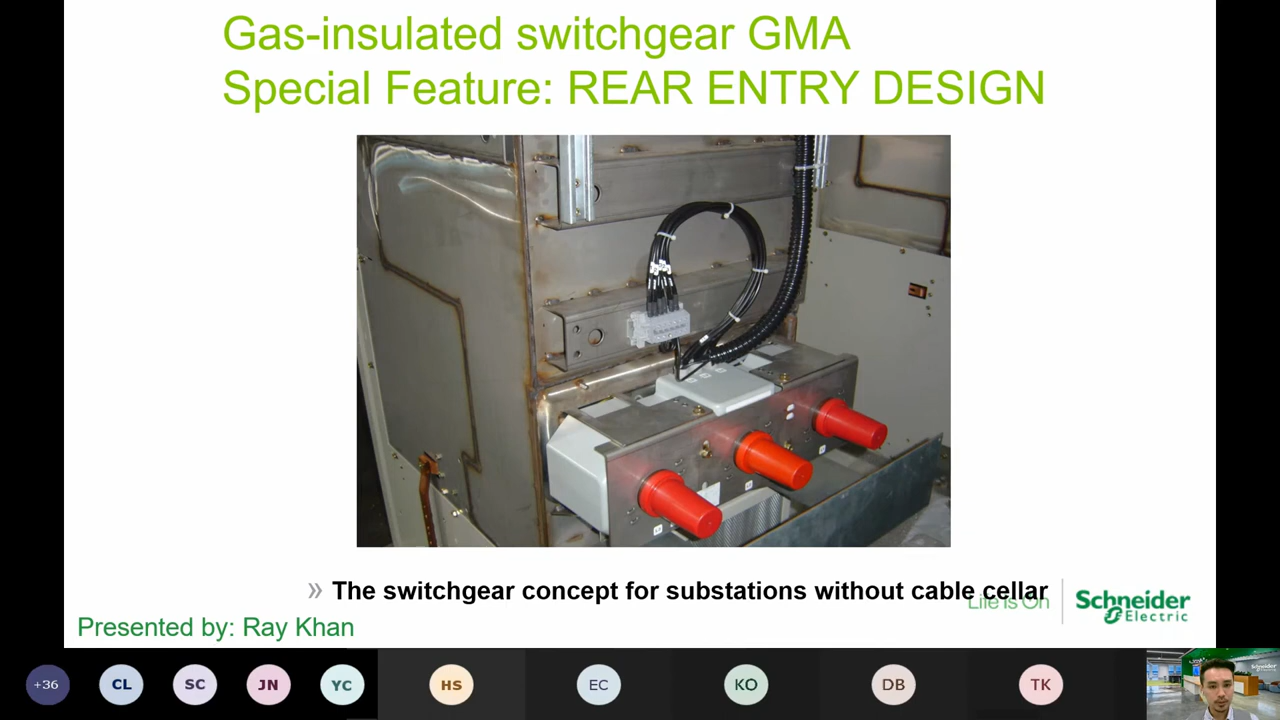 Gas-insulated switchgear GMA
Special Feature: REAR ENTRY DESIGN
» The switchgear concept for substations without cable cellar
Life Is On
Schneider
Electric
Presented by: Ray Khan
+36
CL
SC
JN
YC
HS
EC
KO
DB
TK